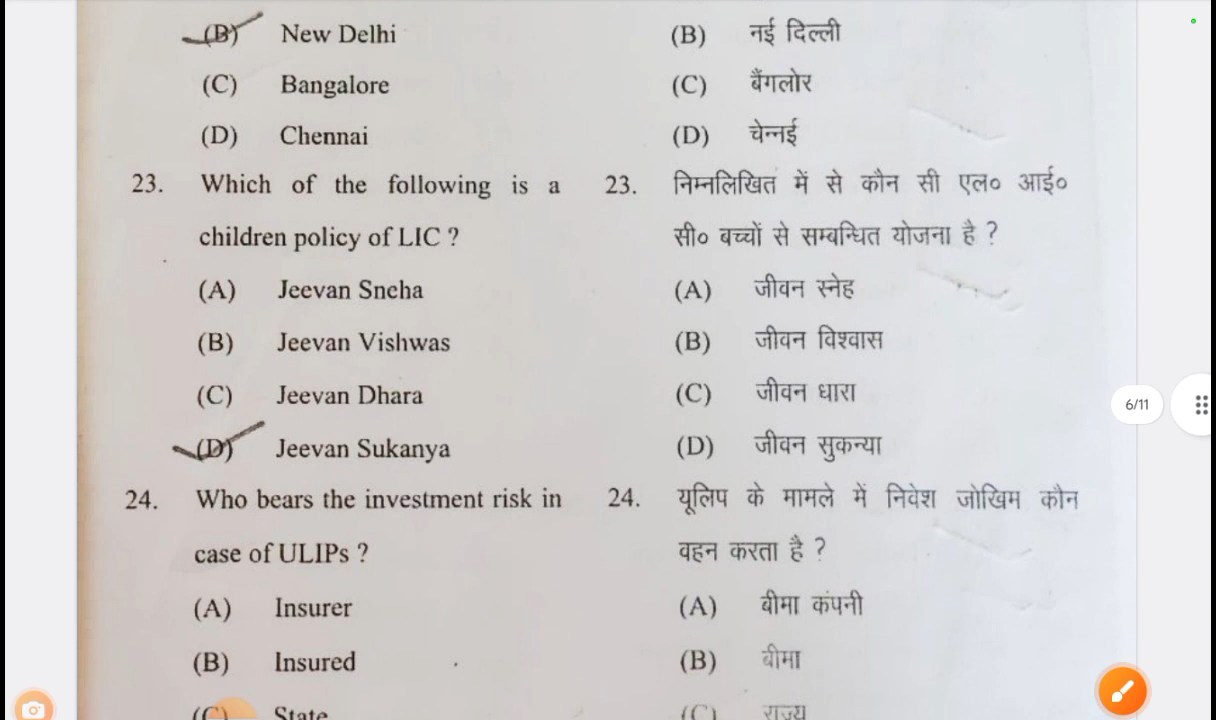 (B) New Delhi
(C) Bangalore
(D) Chennai
23. Which of the following is a
children policy of LIC ?
(A) Jeevan Sneha
(B) Jeevan Vishwas
(C) Jeevan Dhara
(D) Jeevan Sukanya
24. Who bears the investment risk in
case of ULIPs ?
(A) Insurer
(B) Insured
(C) State
(B) नई दिल्ली
(C) बैंगलोर
(D) चेन्नई
23. निम्नलिखित में से कौन सी एल० आई०
सी० बच्चों से सम्बन्धित योजना है ?
(A) जीवन स्नेह
(B) जीवन विश्वास
(C) जीवन धारा
(D) जीवन सुकन्या
24. यूलिप के मामले में निवेश जोखिम कौन
वहन करता है ?
(A) बीमा कंपनी
(B) बीमा
(C) राज्य
6/11